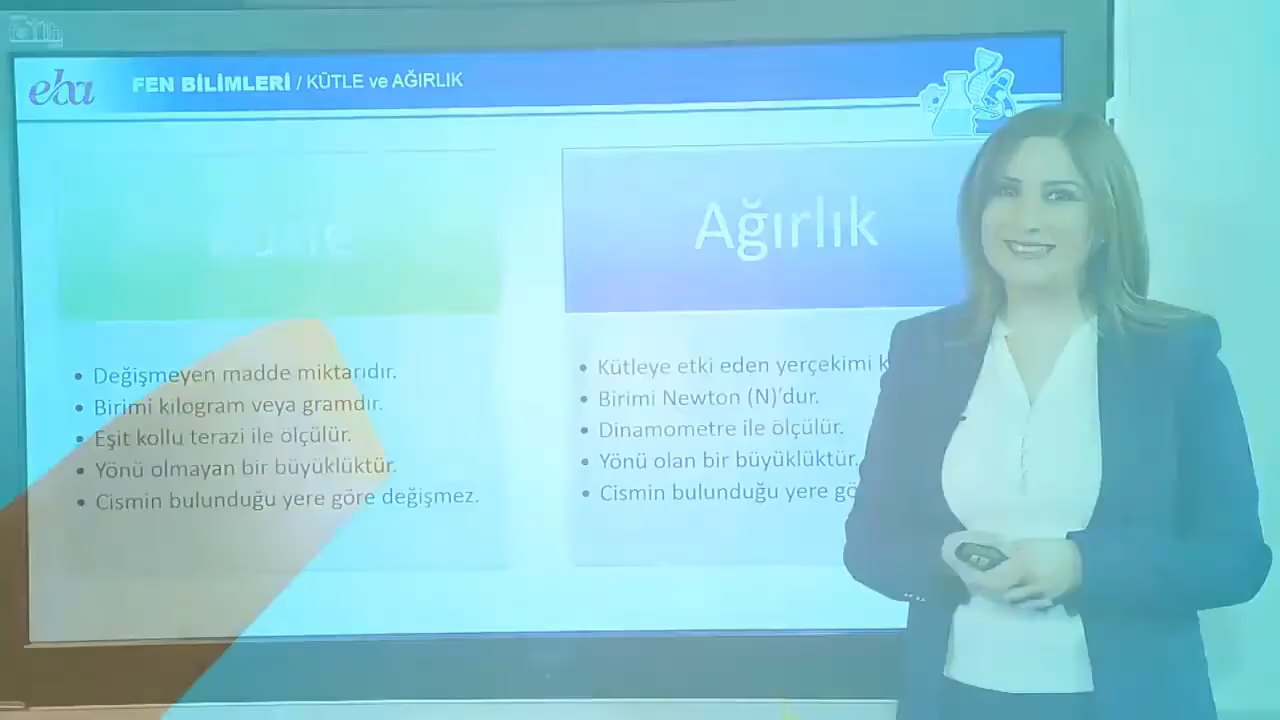 eba
FEN BİLİMLERİ / KÜTLE ve AĞIRLIK
Ağırlık
• Değişmeyen madde miktarıdır.
• Birimi kilogram veya gramdır.
• Eşit kollu terazi ile ölçülür.
• Yönü olmayan bir büyüklüktür.
• Cismin bulunduğu yere göre değişmez.
• Kütleye etki eden yerçekimi
• Birimi Newton (N)'dur.
• Dinamometre ile ölçülür.
• Yönü olan bir büyüklüktür.
• Cismin bulunduğu yere